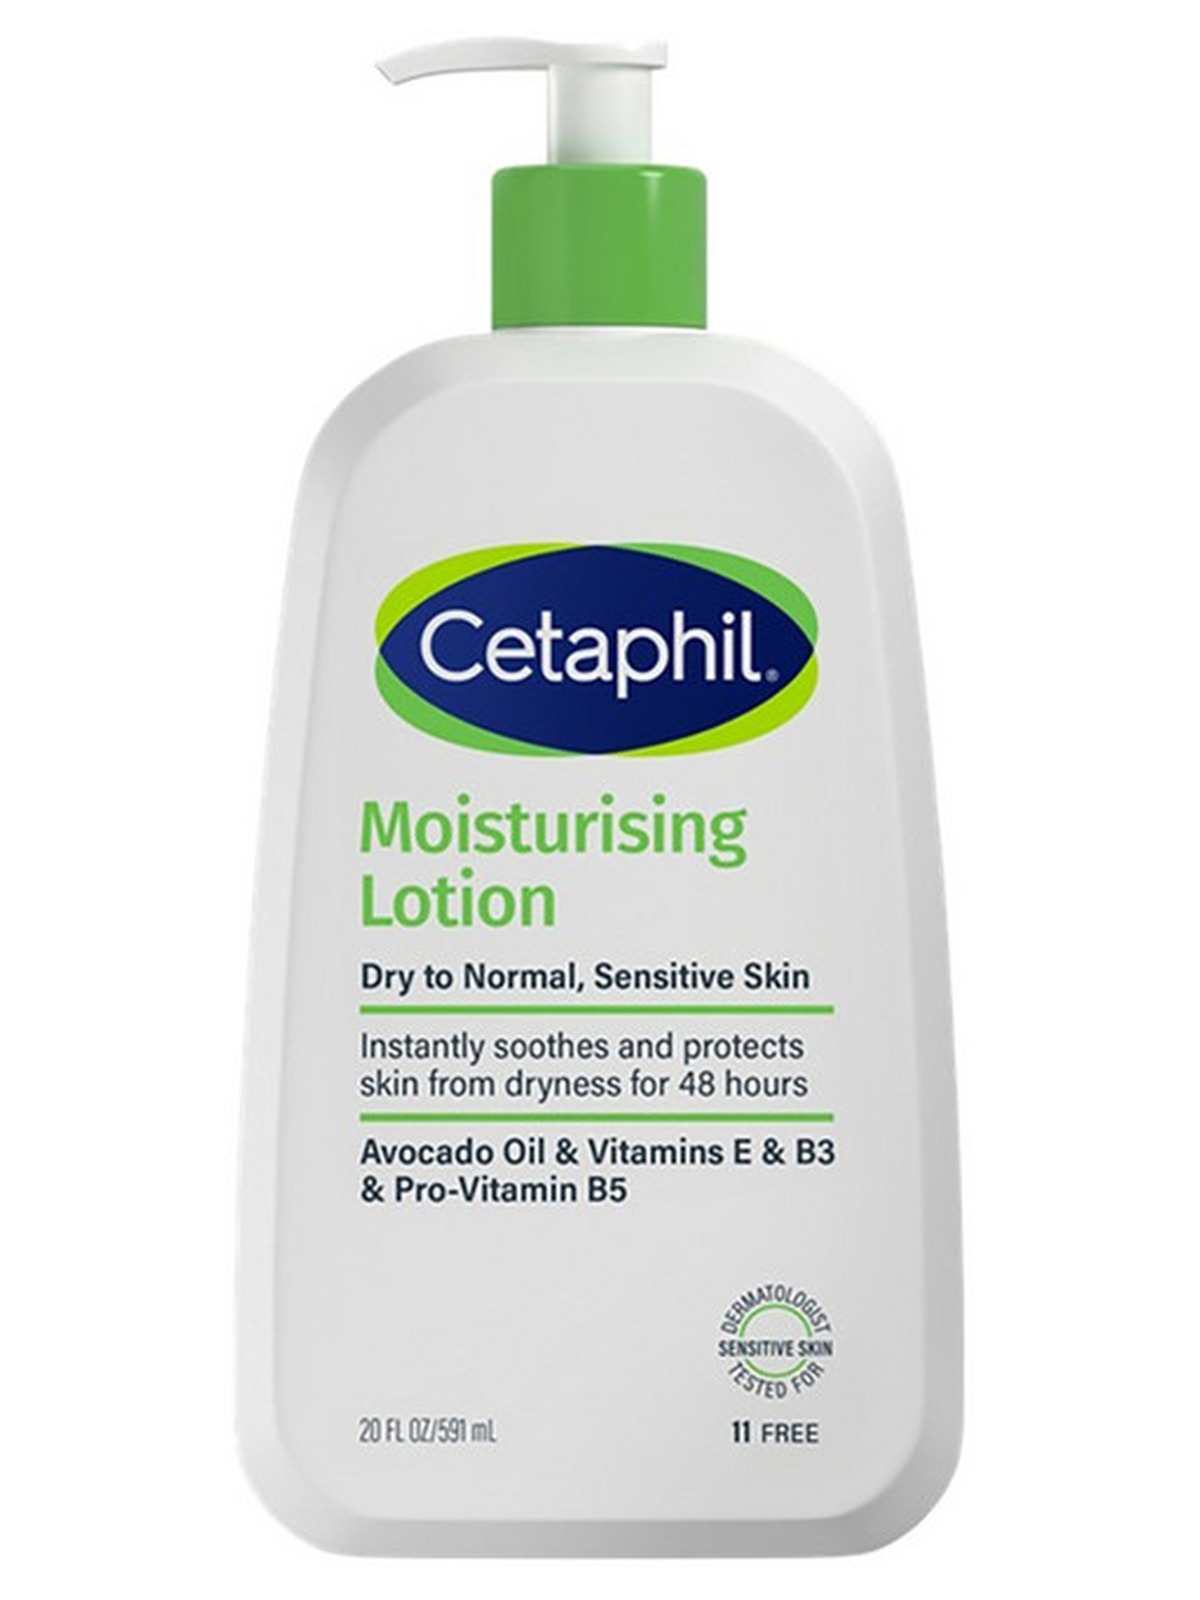 Cetaphil®
Moisturising
Lotion
Dry to Normal, Sensitive Skin
Instantly soothes and protects
skin from dryness for 48 hours
Avocado Oil & Vitamins E & B3
& Pro-Vitamin B5
DERMATOLOGIST
SENSITIVE SKIN
TESTED FOR
20 FL OZ/591 mL
11 FREE